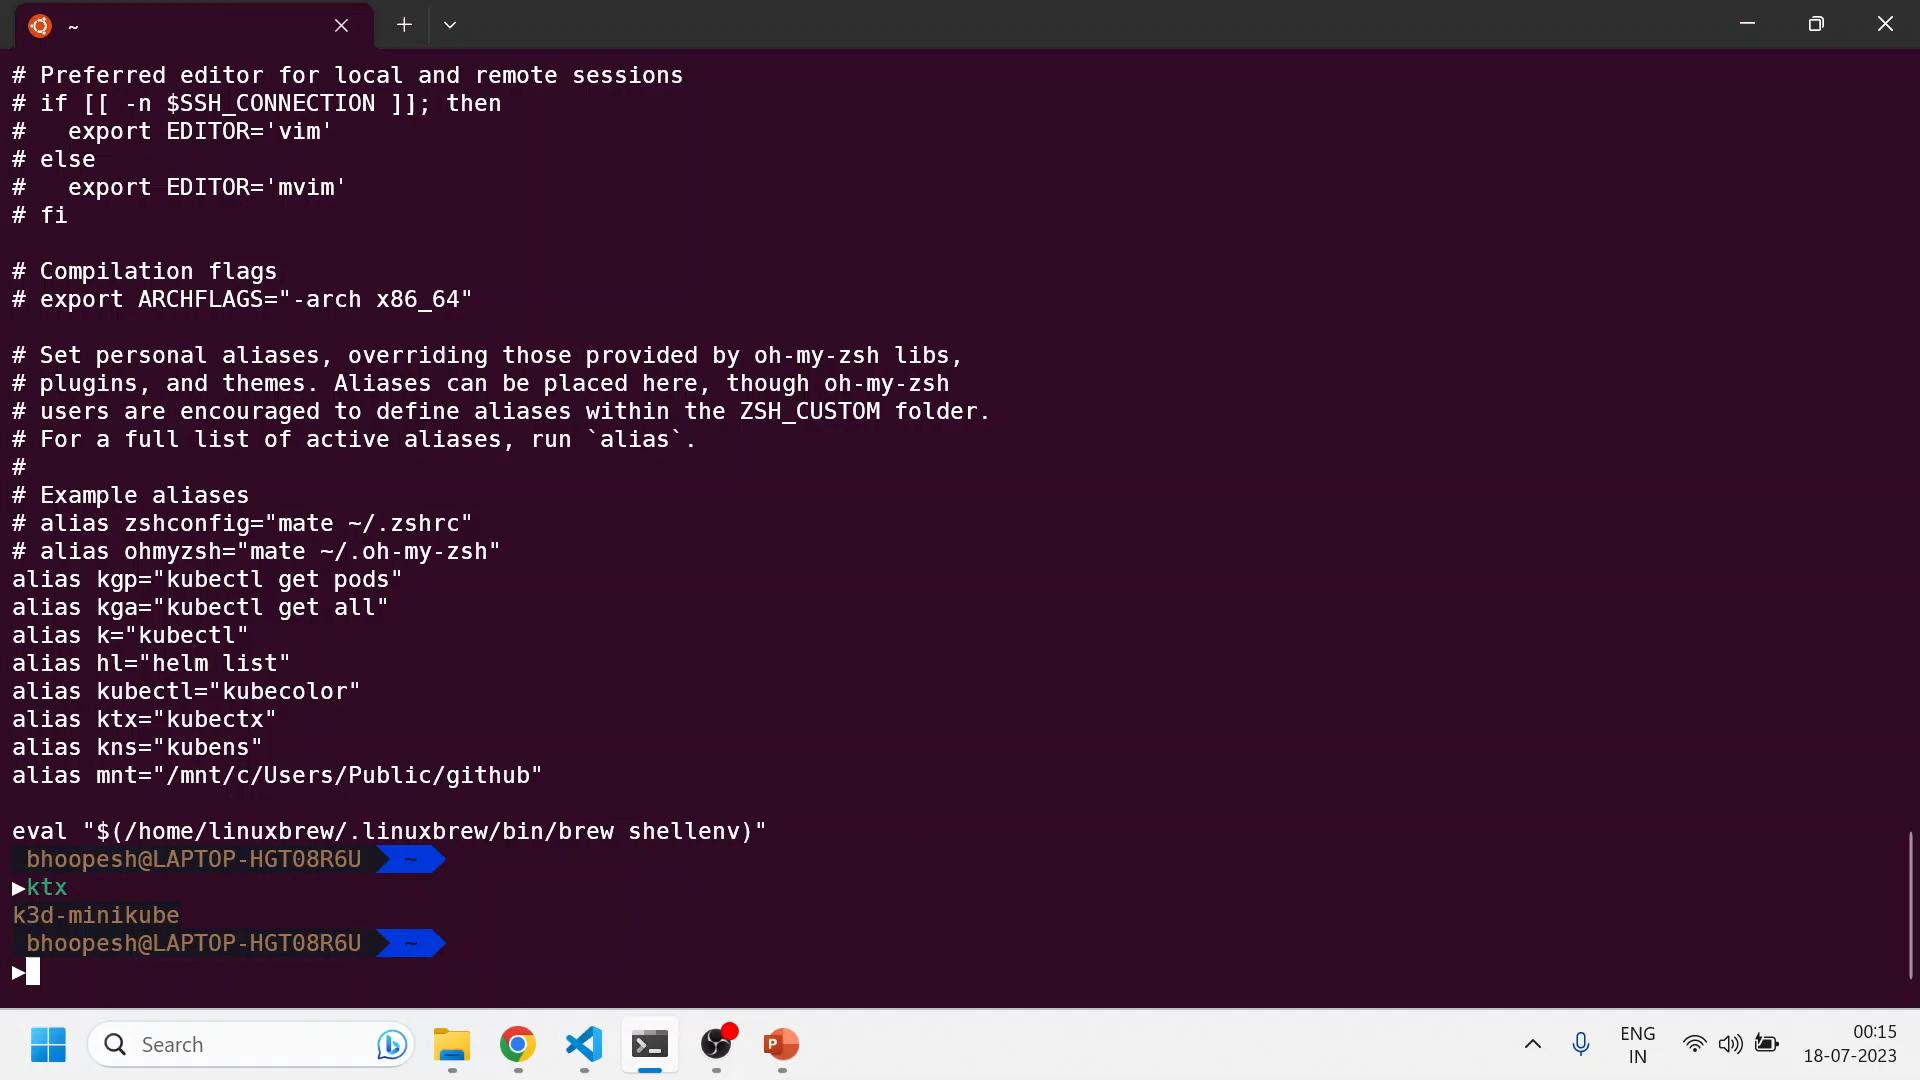 ~
# Preferred editor for local and remote sessions
# if [[ -n $SSH_CONNECTION ]]; then
#   export EDITOR='vim'
# else
#   export EDITOR='mvim'
# fi
# Compilation flags
# export ARCHFLAGS="-arch x86_64"
# Set personal aliases, overriding those provided by oh-my-zsh libs,
# plugins, and themes. Aliases can be placed here, though oh-my-zsh
# users are encouraged to define aliases within the ZSH_CUSTOM folder.
# For a full list of active aliases, run `alias`.
#
# Example aliases
# alias zshconfig="mate ~/.zshrc"
# alias ohmyzsh="mate ~/.oh-my-zsh"
alias kgp="kubectl get pods"
alias kga="kubectl get all"
alias k="kubectl"
alias hl="helm list"
alias kubectl="kubecolor"
alias ktx="kubectx"
alias kns="kubens"
alias mnt="/mnt/c/Users/Public/github"
eval "$(/home/linuxbrew/.linuxbrew/bin/brew shellenv)"
bhoopesh@LAPTOP-HGT08R6U ~
▶ktx
k3d-minikube
bhoopesh@LAPTOP-HGT08R6U ~
▶
Search
P
ENG
IN
00:15
18-07-2023